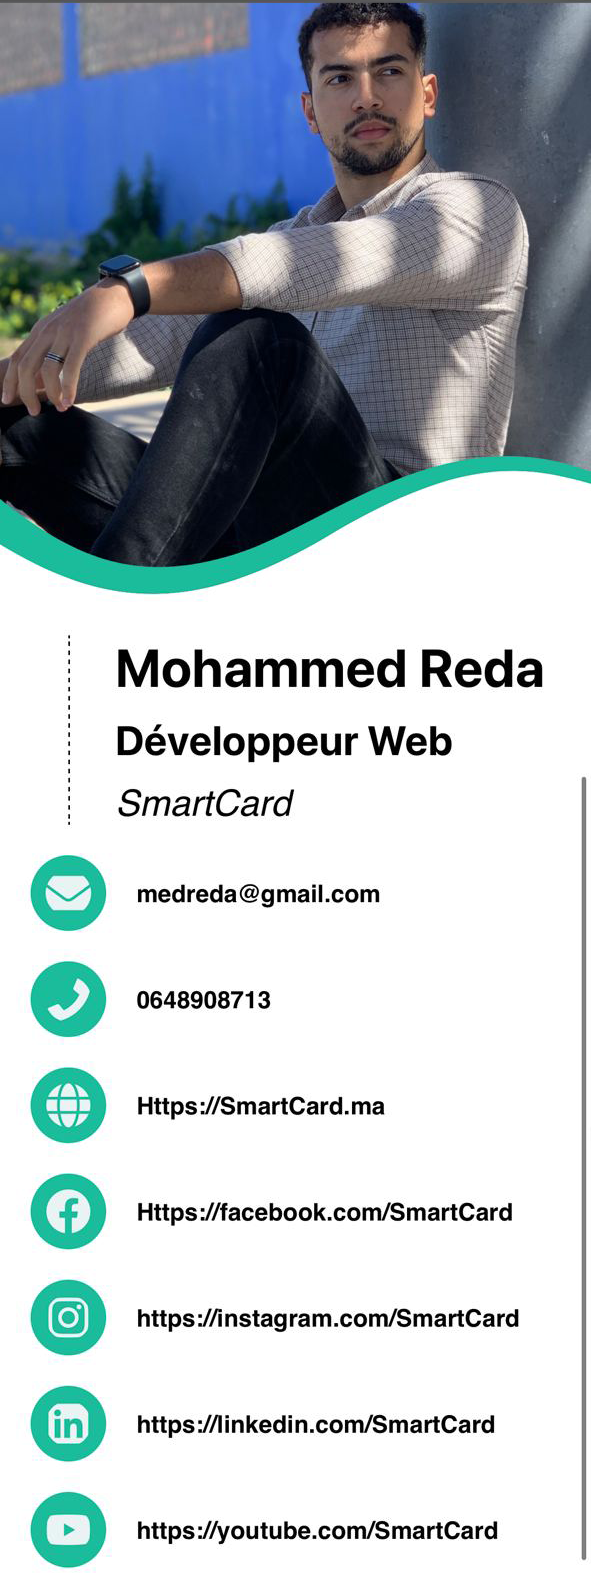 Mohammed Reda
Développeur Web
SmartCard
medreda@gmail.com
0648908713
Https://SmartCard.ma
Https://facebook.com/SmartCard
https://instagram.com/SmartCard
https://linkedin.com/SmartCard
https://youtube.com/SmartCard